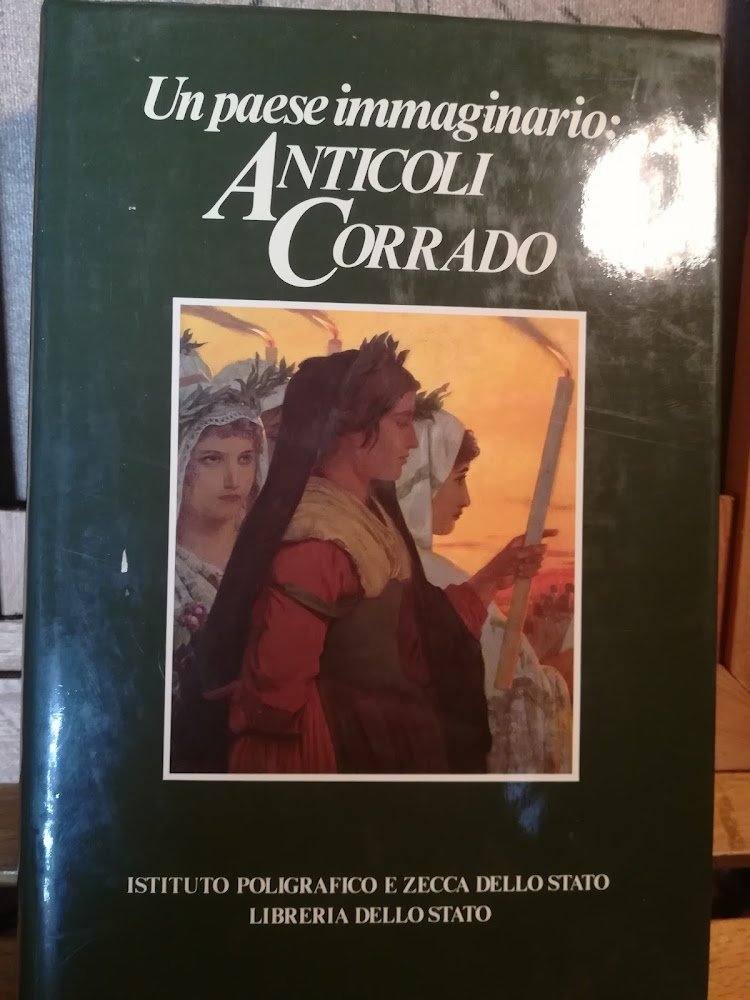 Un paese immaginario:
ANTICOLI
CORRADO
ISTITUTO POLIGRAFICO E ZECCA DELLO STATO
LIBRERIA DELLO STATO